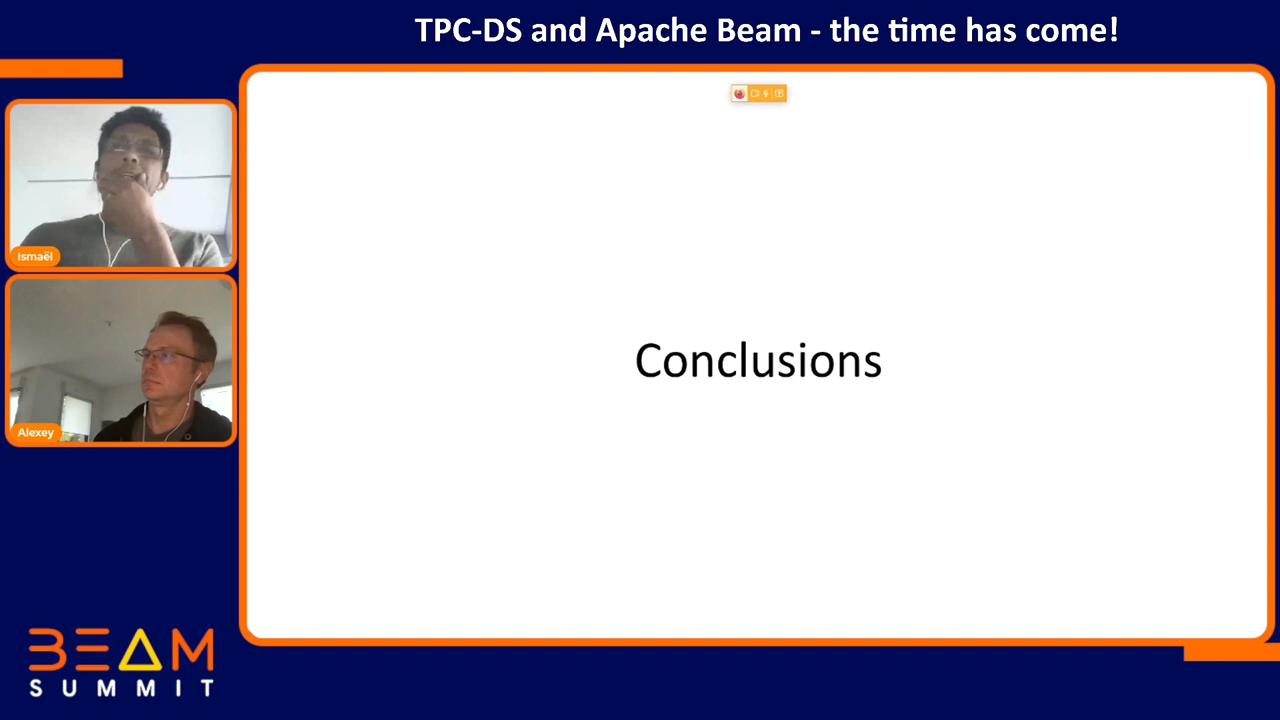 TPC-DS and Apache Beam - the time has come!
Ismaël
Alexey
Conclusions
BEAM
SUMMIT